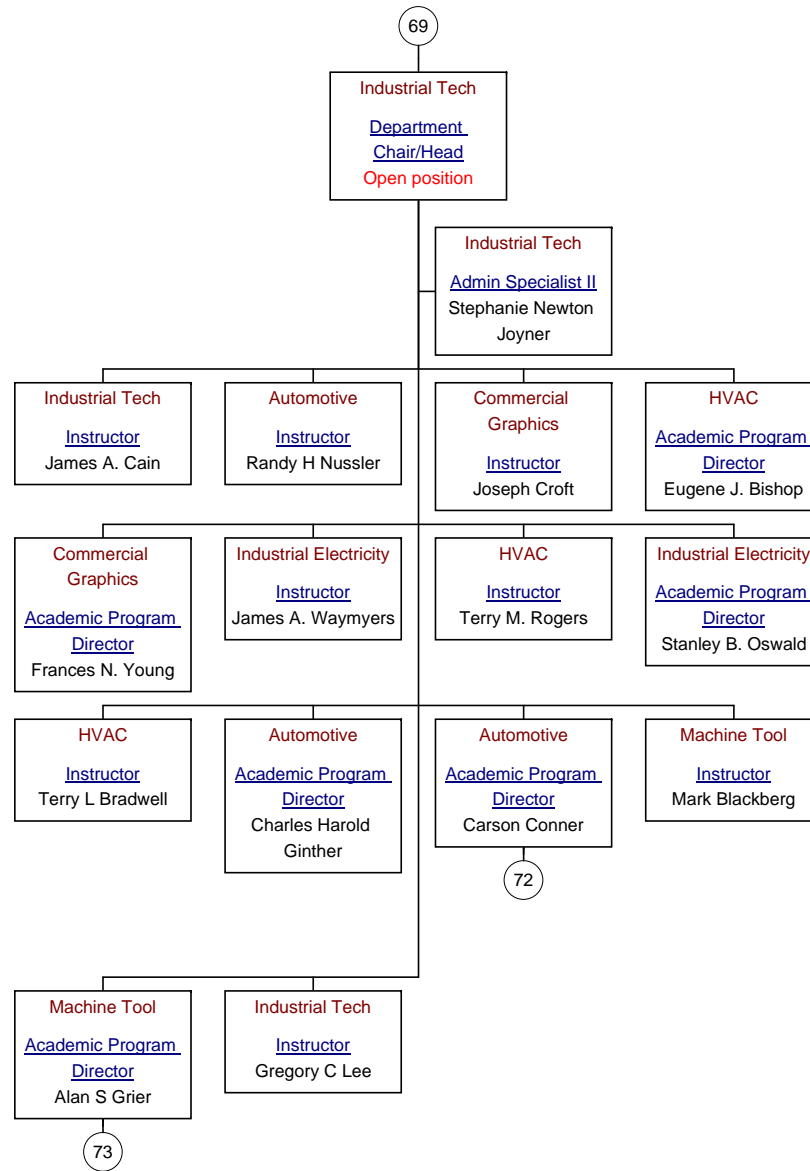 69
Industrial Tech
Department
Chair/Head
Open position
Industrial Tech
Admin Specialist II
Stephanie Newton
Joyner
Industrial Tech
Instructor
James A. Cain
Automotive
Instructor
Randy H Nussler
Commercial
Graphics
Instructor
Joseph Croft
HVAC
Academic Program
Director
Eugene J. Bishop
Commercial
Graphics
Academic Program
Director
Frances N. Young
Industrial Electricity
Instructor
James A. Waymyers
HVAC
Instructor
Terry M. Rogers
Industrial Electricity
Academic Program
Director
Stanley B. Oswald
HVAC
Instructor
Terry L Bradwell
Automotive
Academic Program
Director
Charles Harold
Ginther
Automotive
Academic Program
Director
Carson Conner
72
Machine Tool
Instructor
Mark Blackberg
Machine Tool
Academic Program
Director
Alan S Grier
73
Industrial Tech
Instructor
Gregory C Lee